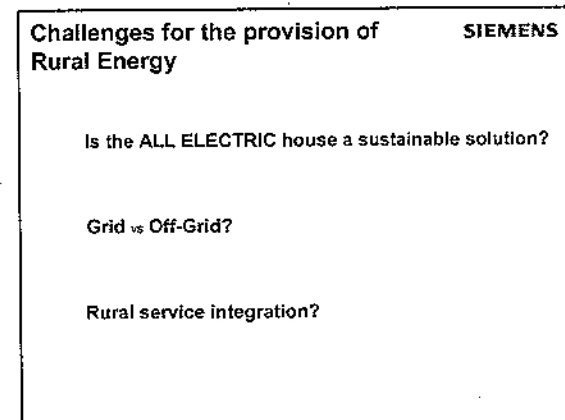 Challenges for the provision of SIEMENS
Rural Energy
Is the ALL ELECTRIC house a sustainable solution?
Grid vs Off-Grid?
Rural service integration?